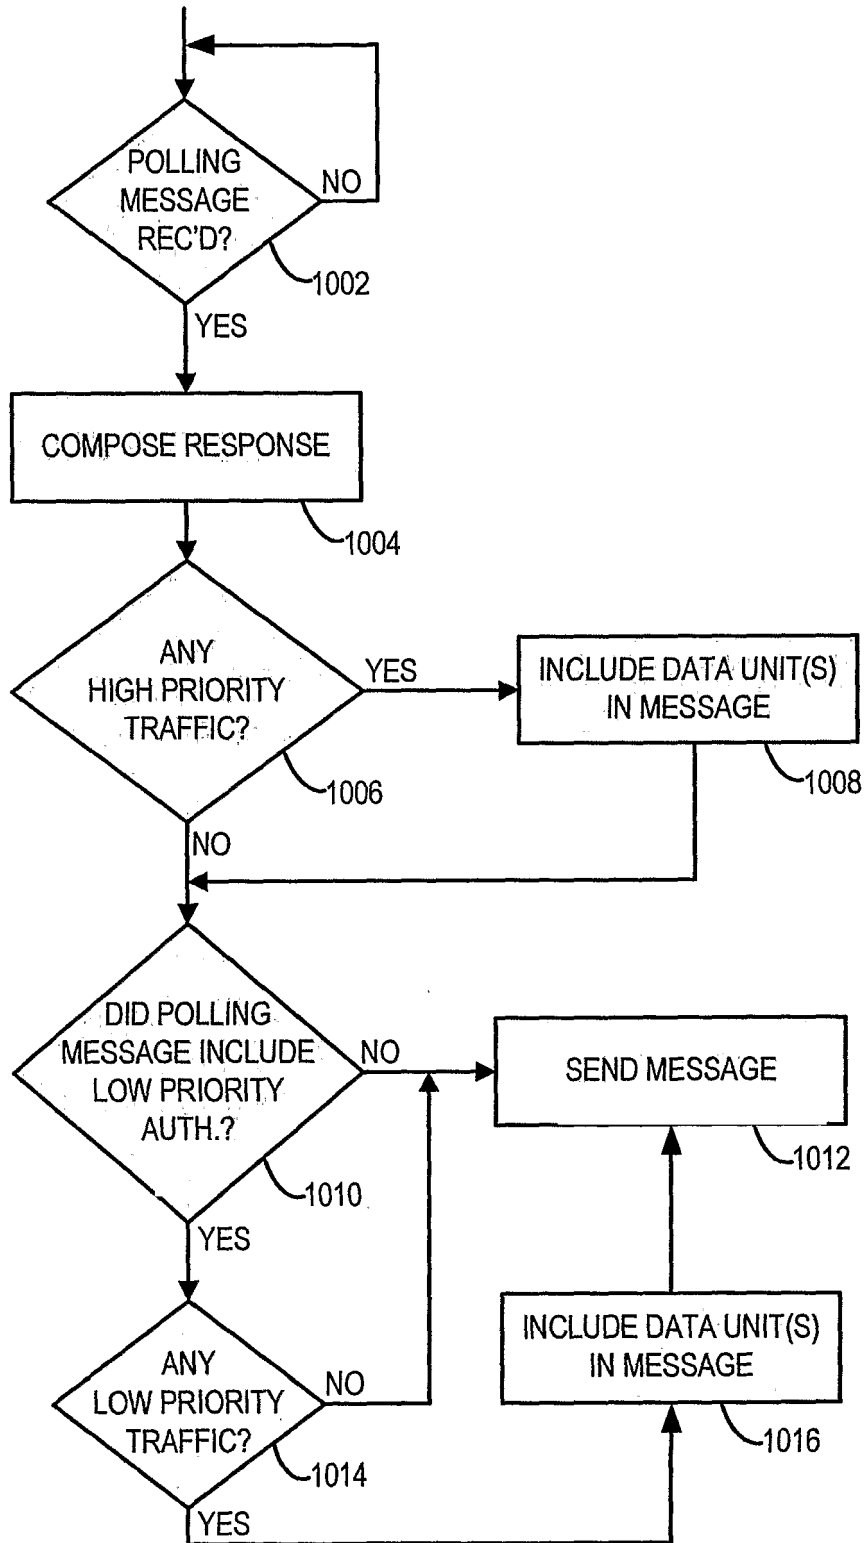 POLLING
MESSAGE
REC'D?
NO
1002
YES
COMPOSE RESPONSE
1004
ANY
HIGH PRIORITY
TRAFFIC?
YES
INCLUDE DATA UNIT(S)
IN MESSAGE
1006
1008
NO
DID POLLING
MESSAGE INCLUDE
LOW PRIORITY
AUTH.?
NO
SEND MESSAGE
1010
1012
YES
ANY
LOW PRIORITY
TRAFFIC?
NO
INCLUDE DATA UNIT(S)
IN MESSAGE
1014
1016
YES